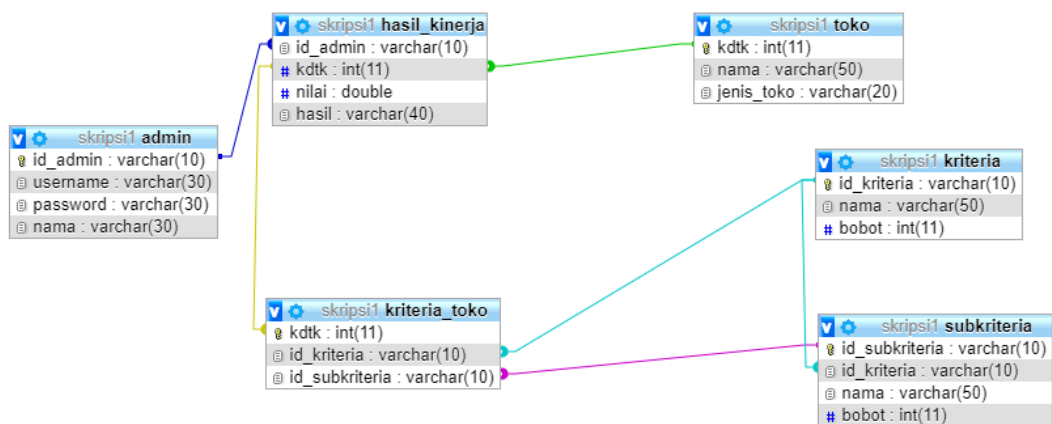 skripsi1 hasil_kinerja
id_admin : varchar(10)
kdtk : int(11)
# nilai : double
hasil : varchar(40)
skripsi1 toko
kdtk : int(11)
nama : varchar(50)
jenis_toko : varchar(20)
skripsi1 admin
id_admin : varchar(10)
username : varchar(30)
password : varchar(30)
nama : varchar(30)
skripsi1 kriteria
id_kriteria : varchar(10)
nama : varchar(50)
# bobot : int(11)
skripsi1 kriteria_toko
kdtk : int(11)
id_kriteria : varchar(10)
id_subkriteria : varchar(10)
skripsi1 subkriteria
id_subkriteria : varchar(10)
id_kriteria : varchar(10)
nama : varchar(50)
# bobot : int(11)